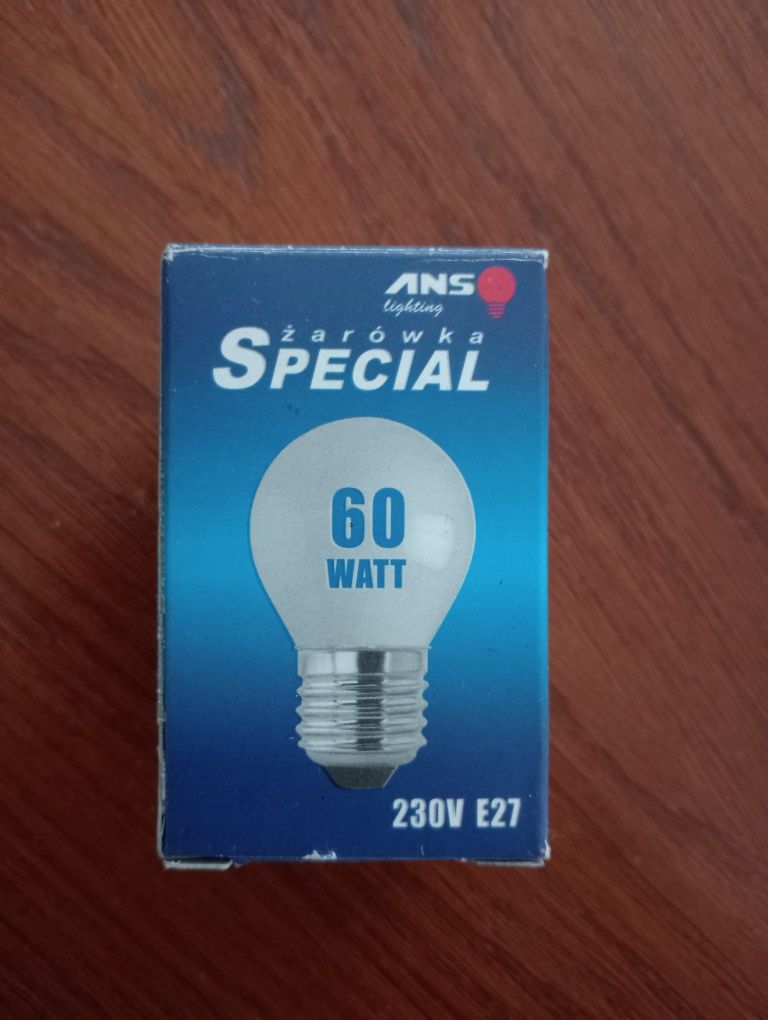 ANS
lighting
żarówka
SPECIAL
60
WATT
230V E27